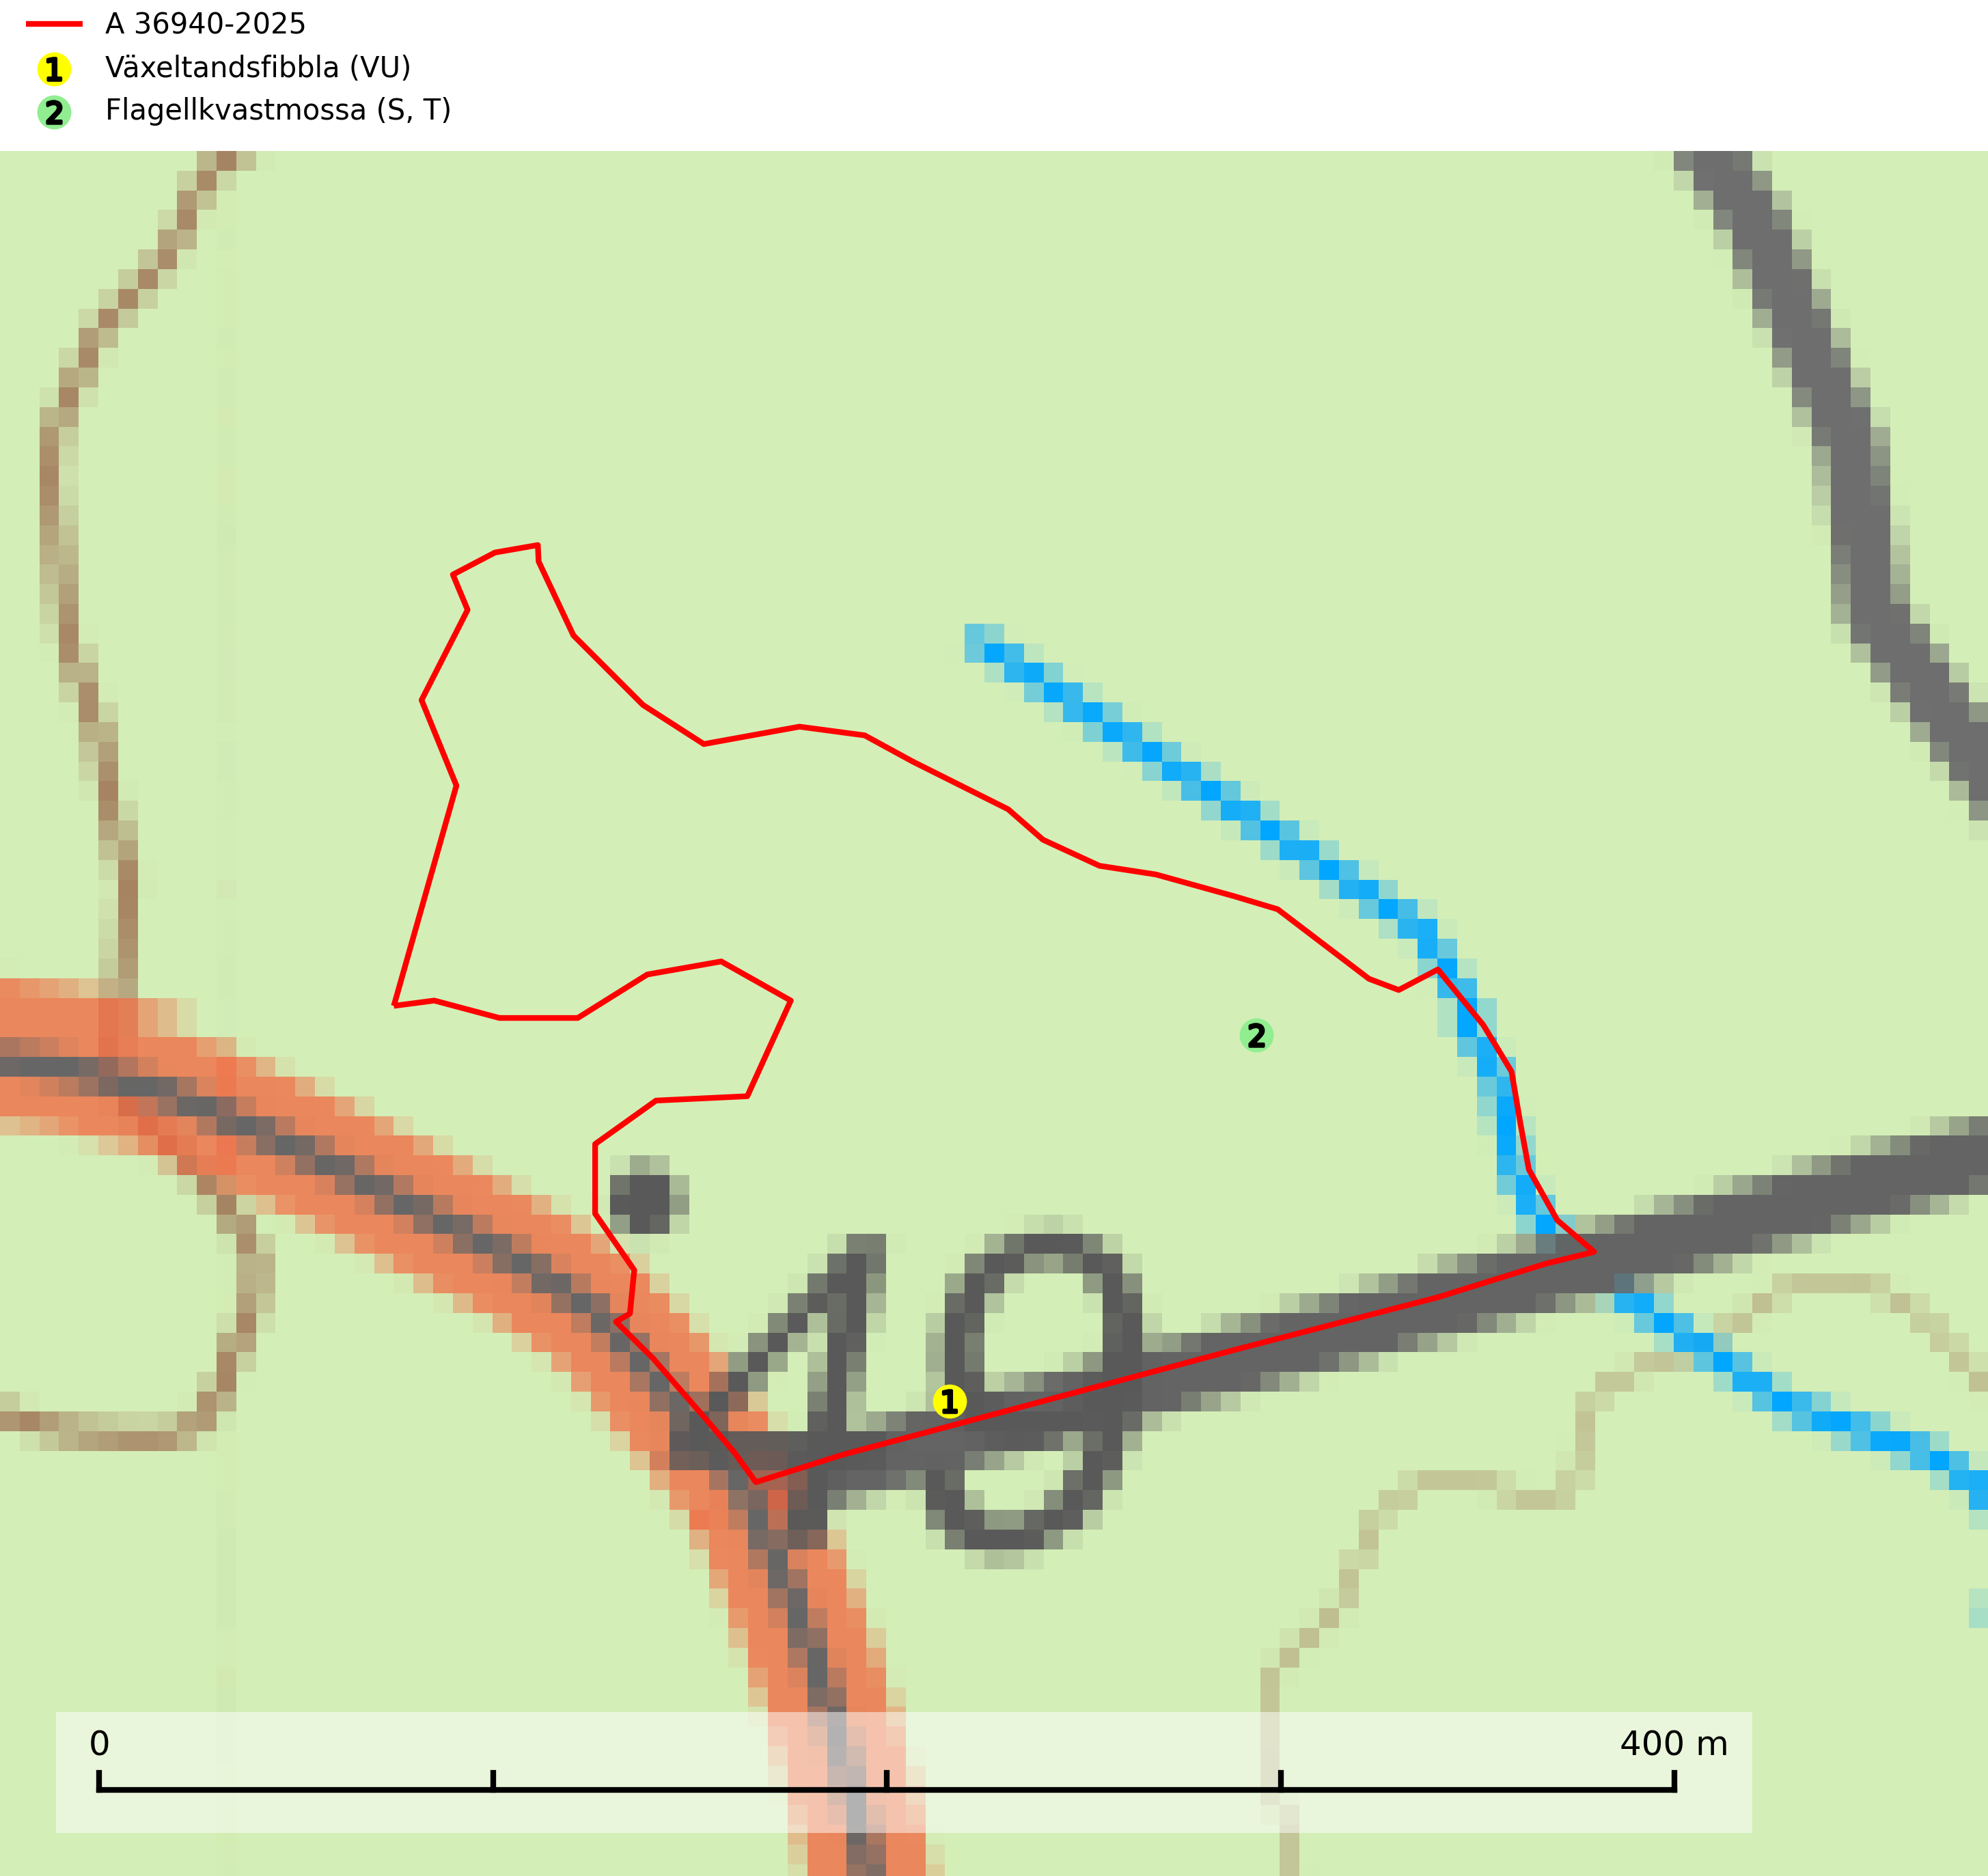 A 36940-2025
1 Växeltandsfibbla (VU)
2 Flagellkvastmossa (S, T)
2
1
0 400 m